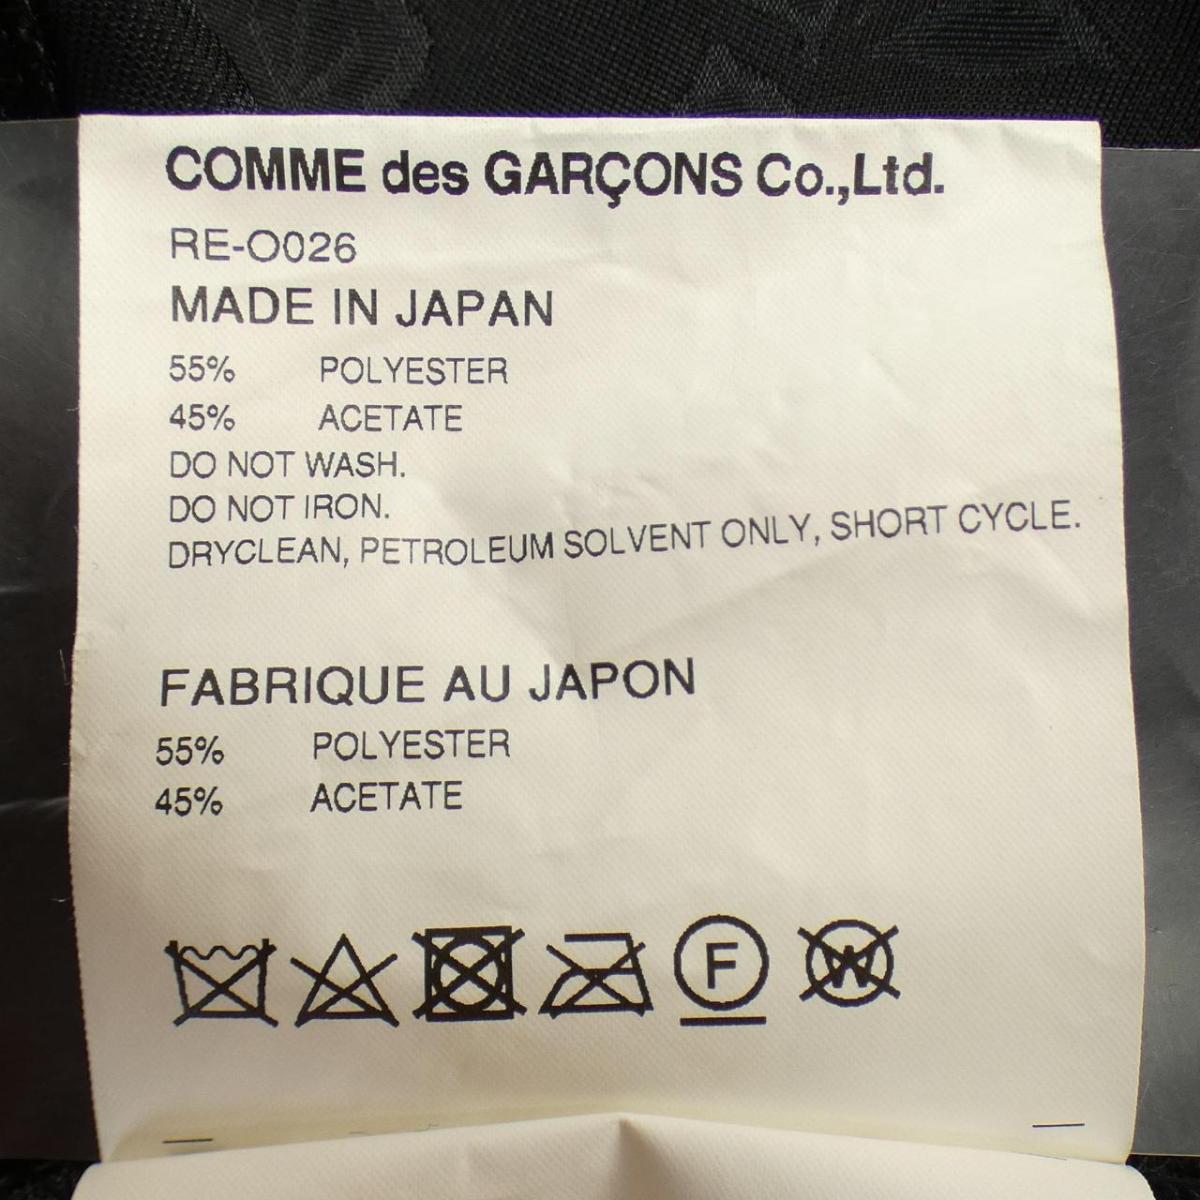 COMME des GARÇONS Co.,Ltd.
RE-O026
MADE IN JAPAN
55% POLYESTER
45% ACETATE
DO NOT WASH.
DO NOT IRON.
DRYCLEAN, PETROLEUM SOLVENT ONLY, SHORT CYCLE.
FABRIQUE AU JAPON
55% POLYESTER
45% ACETATE
F W